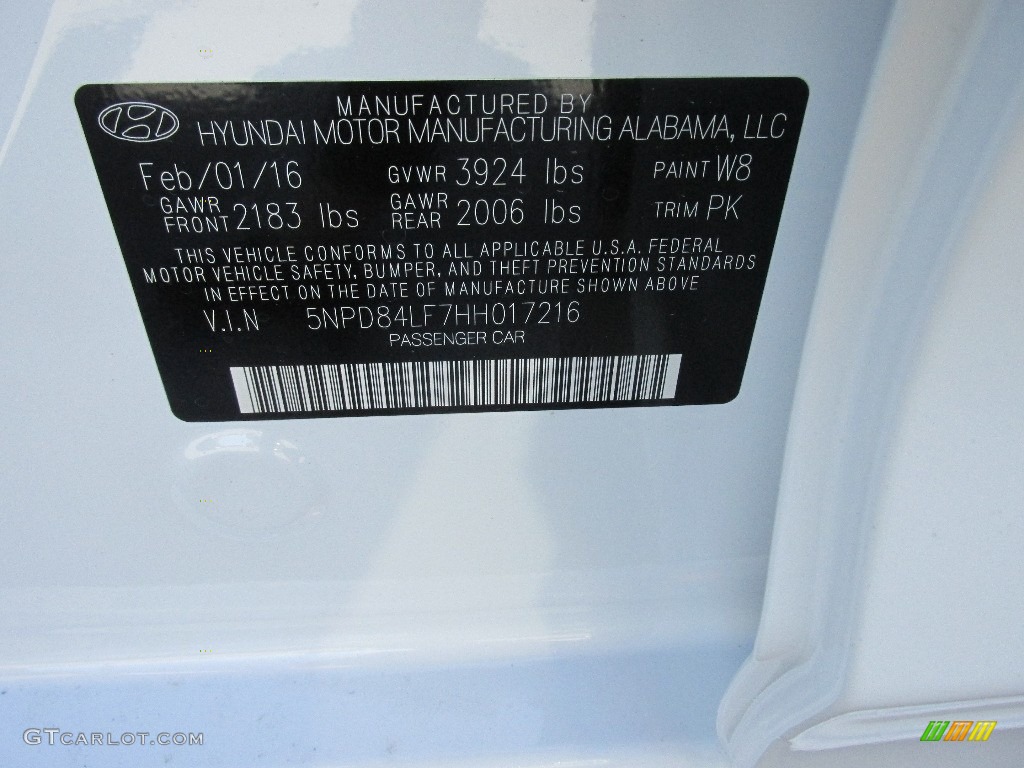 MANUFACTURED BY
HYUNDAI MOTOR MANUFACTURING ALABAMA, LLC
Feb/01/16 GVWR 3924 lbs PAINT W8
GAWR FRONT 2183 lbs GAWR REAR 2006 lbs TRIM PK
THIS VEHICLE CONFORMS TO ALL APPLICABLE U.S.A. FEDERAL
MOTOR VEHICLE SAFETY, BUMPER, AND THEFT PREVENTION STANDARDS
IN EFFECT ON THE DATE OF MANUFACTURE SHOWN ABOVE
V.I.N 5NPD84LF7HH017216
PASSENGER CAR
GTCARLOT.COM